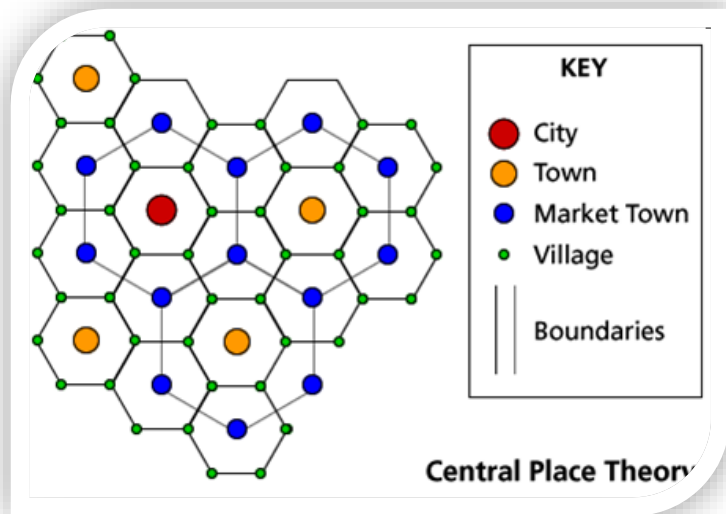 KEY
City
Town
Market Town
Village
Boundaries
Central Place Theory